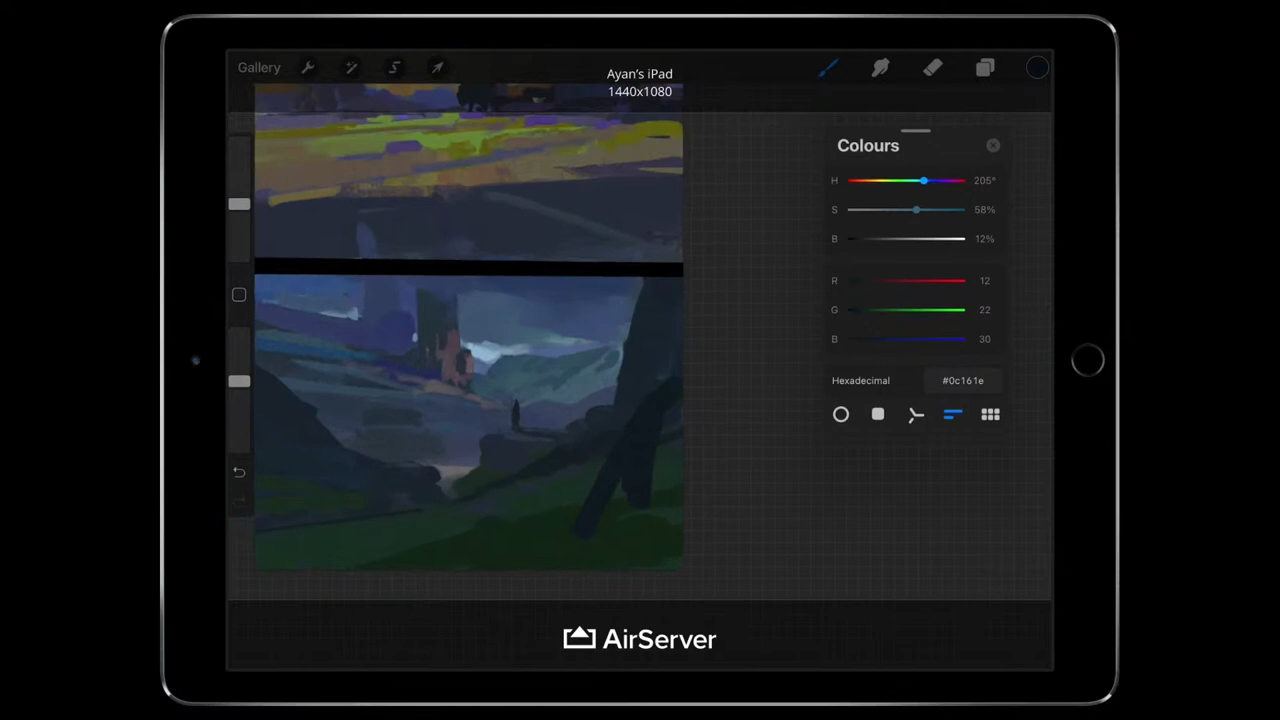 Gallery
Ayan's iPad
1440x1080
Colours
H 205°
S 58%
B 12%
R 12
G 22
B 30
Hexadecimal #0c161e
AirServer